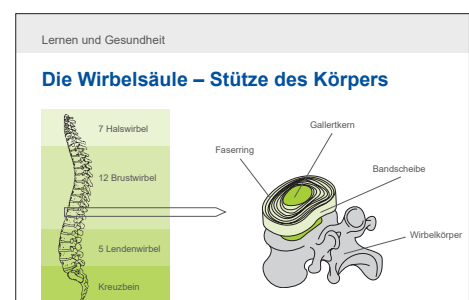 Lernen und Gesundheit
Die Wirbelsäule – Stütze des Körpers
7 Halswirbel
12 Brustwirbel
5 Lendenwirbel
Kreuzbein
Gallertkern
Faserring
Bandscheibe
Wirbelkörper